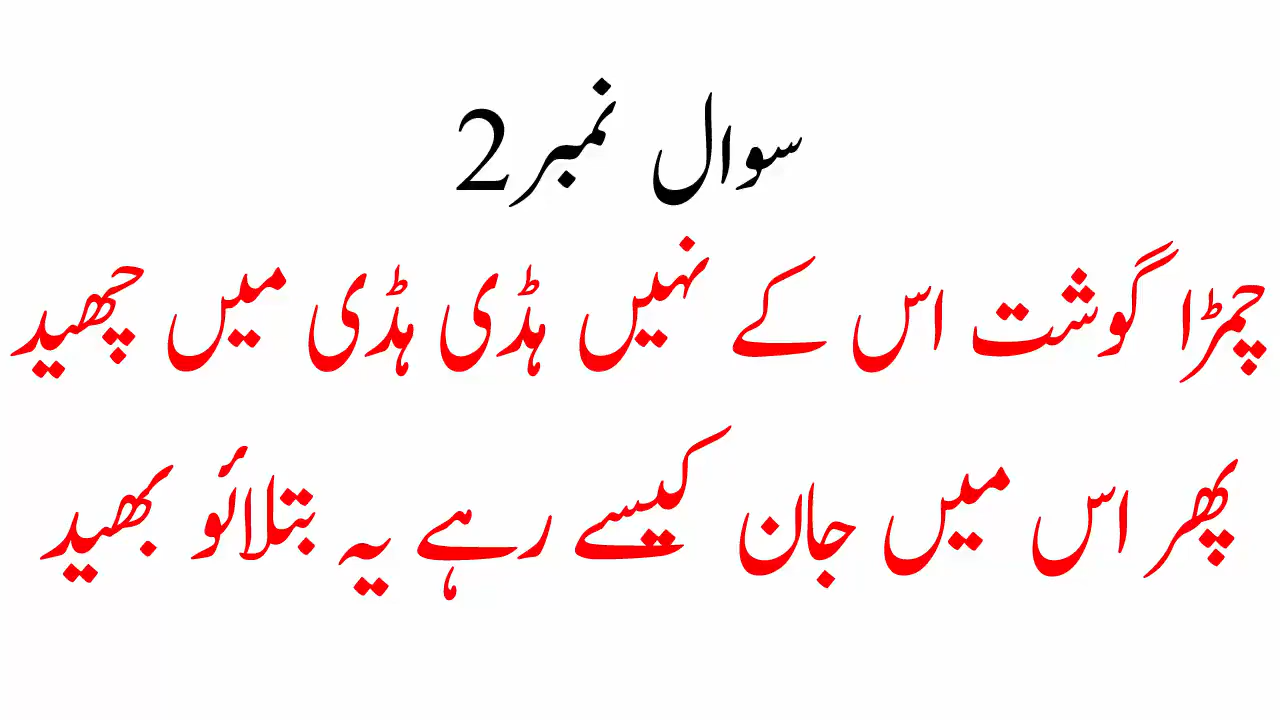 سوال نمبر2
چمڑا گوشت اس کے نہیں ہڈی ہڈی میں چھید
پھر اس میں جان کیسے رہے یہ بتلائو بھید